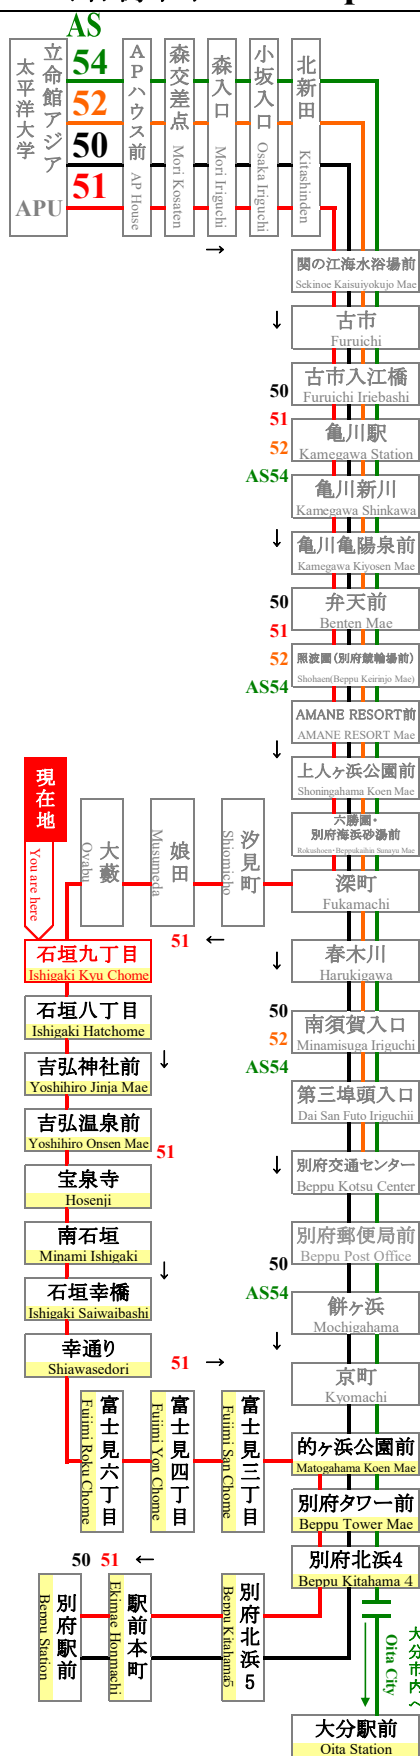 AS
54
52
50
51
立命館アジア
太平洋大学
APU
APハウス前
AP House
森交差点
Mori Kosaten
森入口
Mori Iriguchi
小坂入口
Osaka Iriguchi
北新田
Kitashinden
→
関の江海水浴場前
Sekinoe Kaisuiyokujo Mae
↓
古市
Furuichi
古市入江橋
Furuichi Iriebashi
50
51
52
AS54
亀川駅
Kamegawa Station
亀川新川
Kamegawa Shinkawa
↓
亀川亀陽泉前
Kamegawa Kiyosen Mae
弁天前
Benten Mae
50
51
52
AS54
照波園(別府競輪場前)
Shohaen(Beppu Keirinjo Mae)
AMANE RESORT前
AMANE RESORT Mae
↓
上人ヶ浜公園前
Shoningahama Koen Mae
六勝園・
別府海浜砂湯前
Rokushoen・Beppukaihin Sunayu Mae
深町
Fukamachi
汐見町
Shiomicho
娘田
Musumeda
大藪
Oyabu
51 ←
現在地
You are here
石垣九丁目
Ishigaki Kyu Chome
石垣八丁目
Ishigaki Hatchome
吉弘神社前
Yoshihiro Jinja Mae
↓
吉弘温泉前
Yoshihiro Onsen Mae
51
宝泉寺
Hosenji
南石垣
Minami Ishigaki
↓
石垣幸橋
Ishigaki Saiwaibashi
幸通り
Shiawasedori
51 →
富士見六丁目
Fujimi Roku Chome
富士見四丁目
Fujimi Yon Chome
富士見三丁目
Fujimi San Chome
春木川
Harukigawa
↓
50
52
AS54
南須賀入口
Minamisuga Iriguchi
第三埠頭入口
Dai San Futo Iriguchii
↓
別府交通センター
Beppu Kotsu Center
別府郵便局前
Beppu Post Office
50
AS54
餅ヶ浜
Mochigahama
↓
京町
Kyomachi
的ヶ浜公園前
Matogahama Koen Mae
別府タワー前
Beppu Tower Mae
別府北浜4
Beppu Kitahama 4
50 51 ←
別府北浜5
Beppu Kitahama5
駅前本町
Ekimae Honmachi
別府駅前
Beppu Station
大分市内へ
Oita City
大分駅前
Oita Station